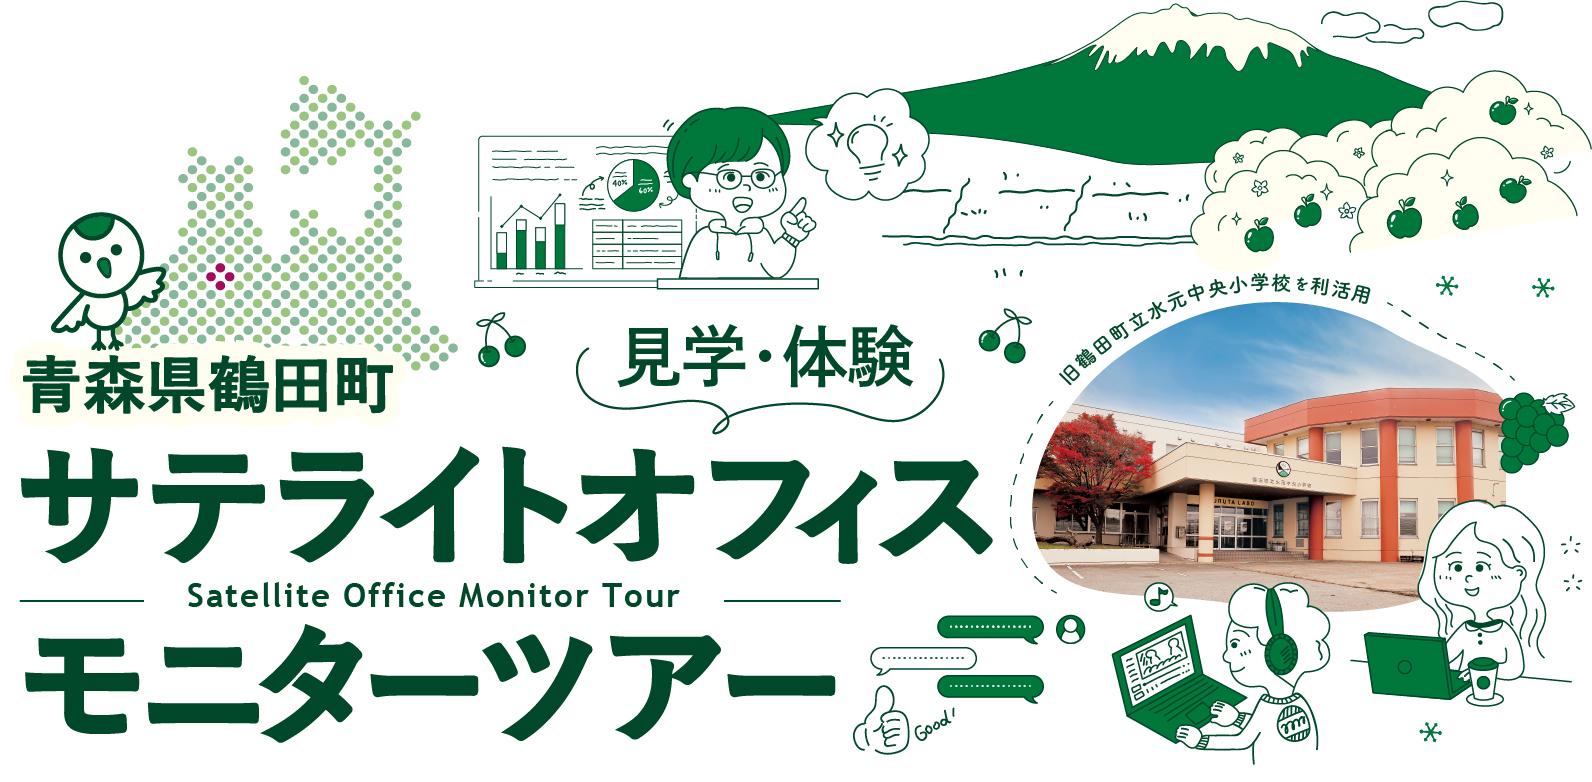 40%
60%
見学・体験
旧鶴田町立水元中央小学校を利活用
青森県鶴田町
サテライトオフィス
Satellite Office Monitor Tour
モニターツアー
TSURUTA LABO
Good!